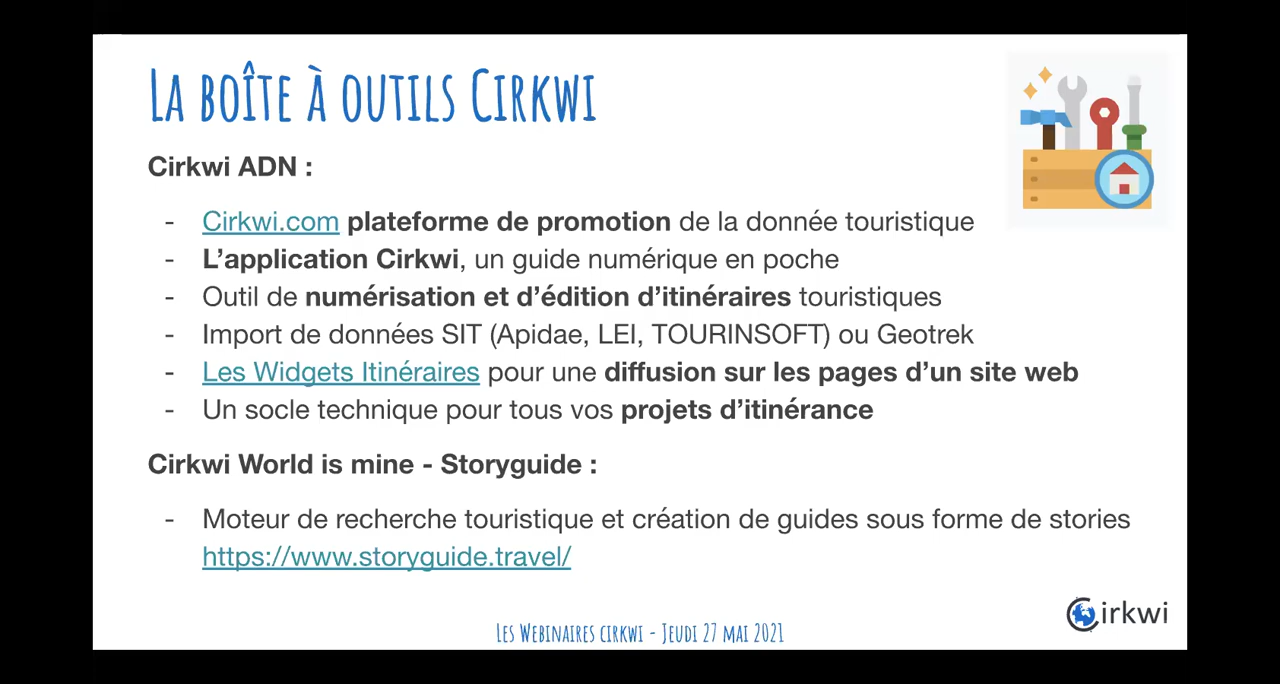 La boîte à outils Cirkwi
Cirkwi ADN :
- Cirkwi.com plateforme de promotion de la donnée touristique
- L’application Cirkwi, un guide numérique en poche
- Outil de numérisation et d’édition d’itinéraires touristiques
- Import de données SIT (Apidae, LEI, TOURINSOFT) ou Geotrek
- Les Widgets Itinéraires pour une diffusion sur les pages d’un site web
- Un socle technique pour tous vos projets d’itinérance
Cirkwi World is mine - Storyguide :
- Moteur de recherche touristique et création de guides sous forme de stories
https://www.storyguide.travel/
Les Webinaires cirkwi - Jeudi 27 mai 2021
Cirkwi